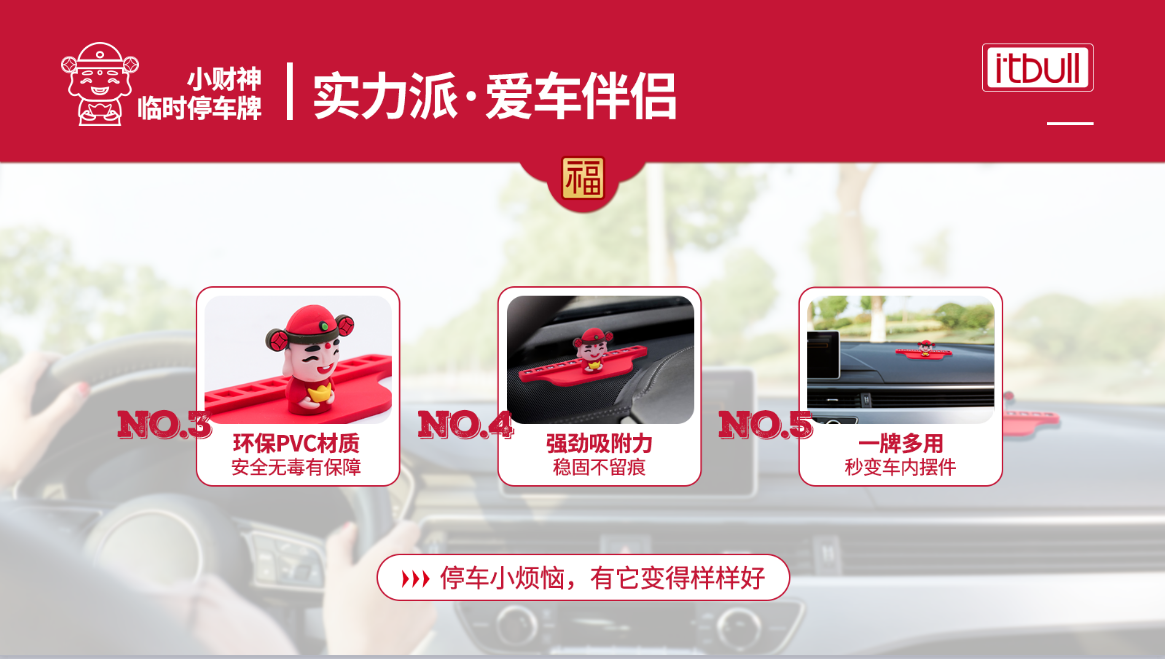 小财神
临时停车牌
实力派·爱车伴侣
itbull
福
NO.3
环保PVC材质
安全无毒有保障
NO.4
强劲吸附力
稳固不留痕
NO.5
一牌多用
秒变车内摆件
停车小烦恼，有它变得样样好